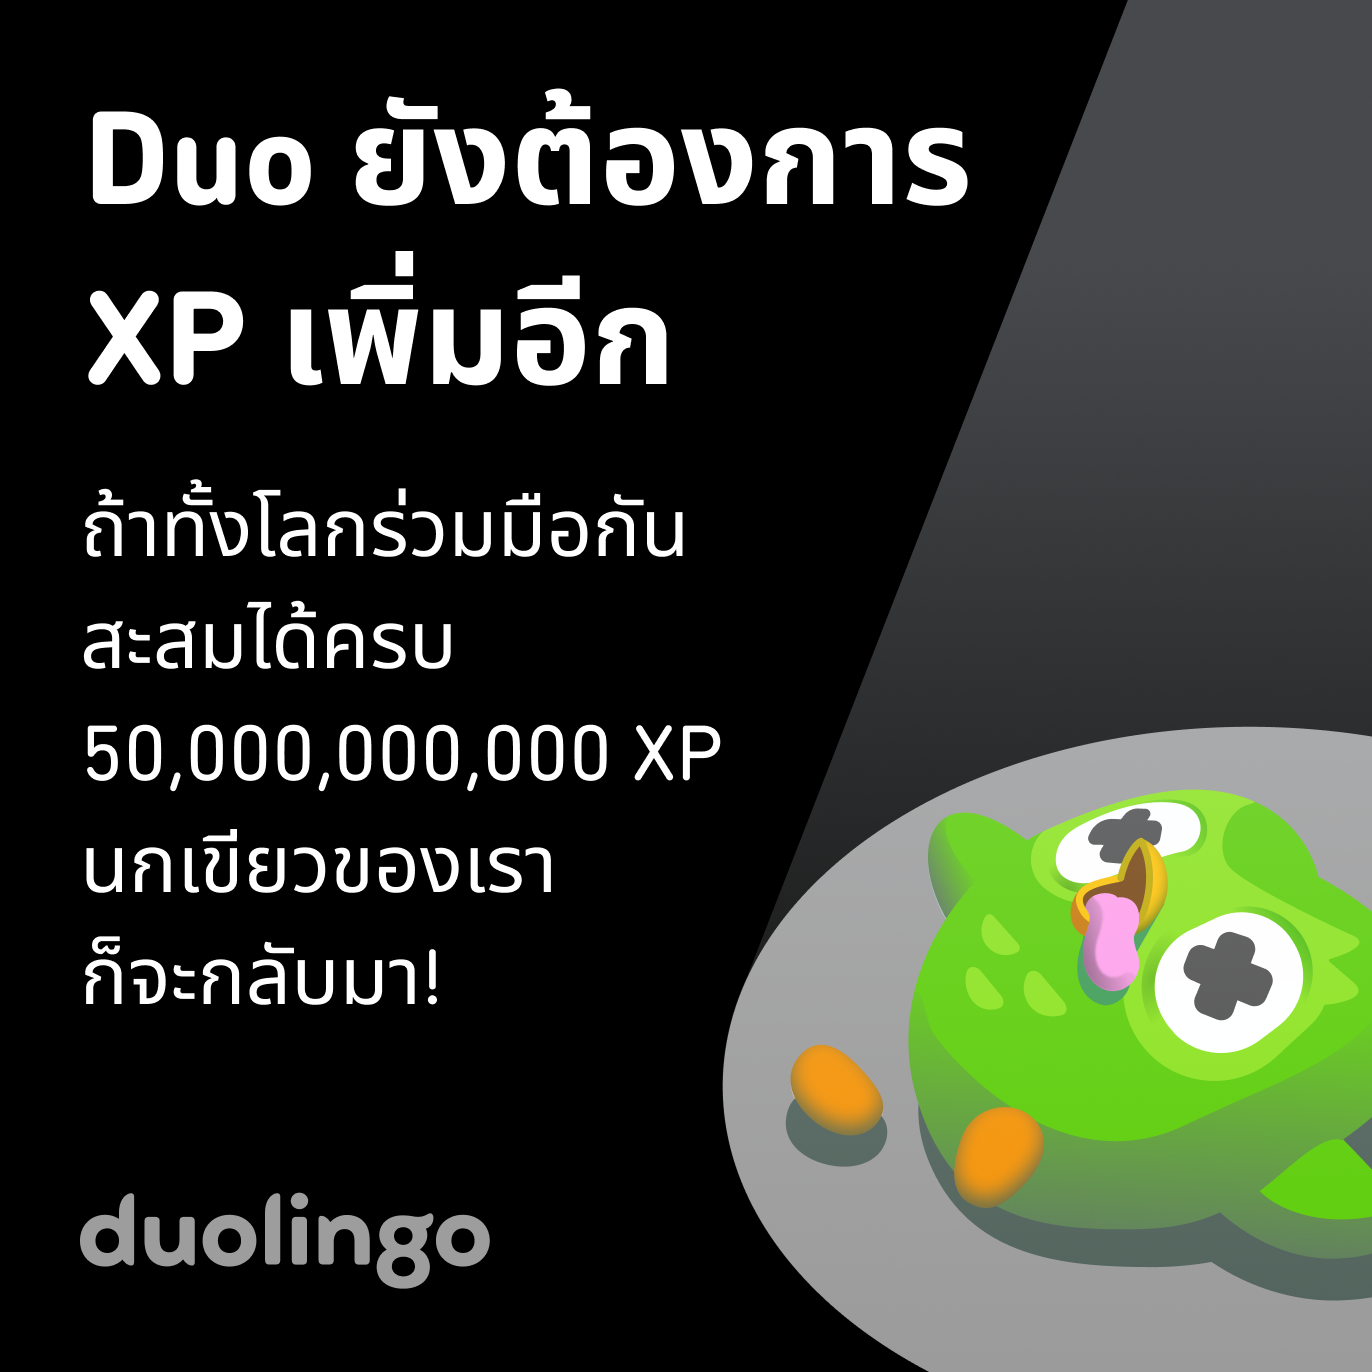 Duo ยังต้องการ
XP เพิ่มอีก
ถ้าทั้งโลกร่วมมือกัน
สะสมได้ครบ
50,000,000,000 XP
นกเขียวของเรา
ก็จะกลับมา!
duolingo